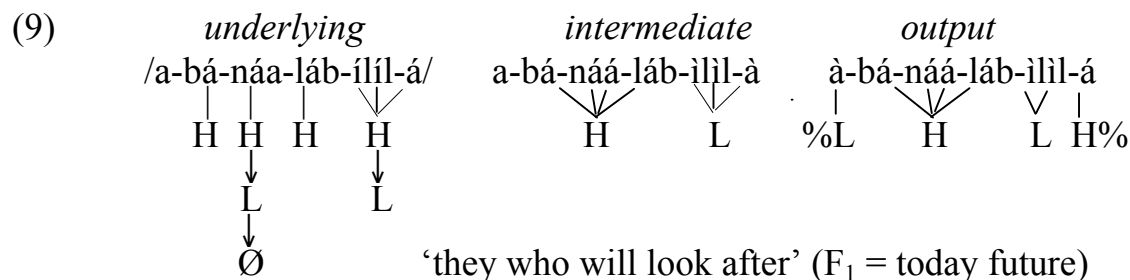 (9) underlying intermediate output
/a-bá-náa-láb-ílíl-á/ a-bá-náá-láb-ìlìl-à à-bá-náá-láb-ìlìl-á
H H H H H L %L H L H%
L L
Ø ‘they who will look after’ (F₁ = today future)